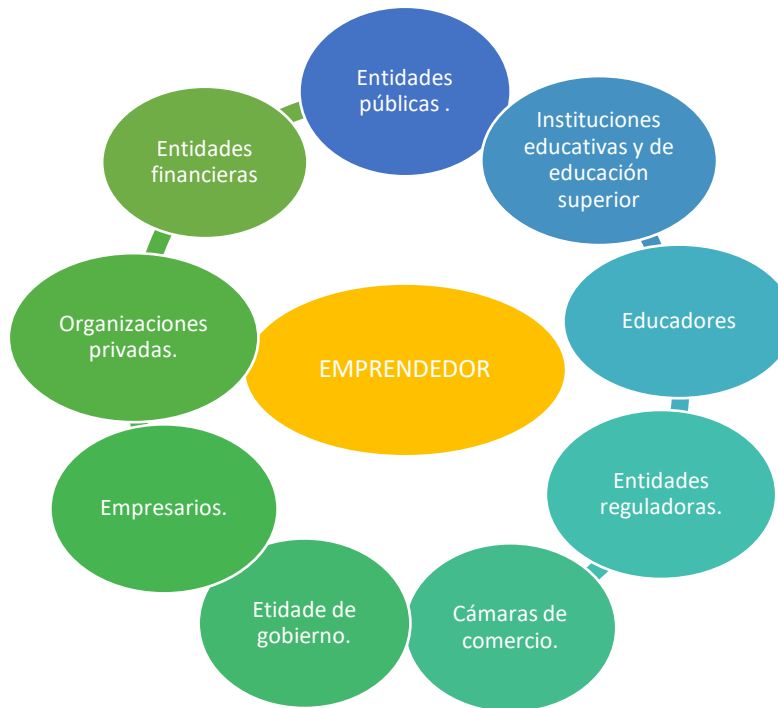 Entidades
públicas .
Instituciones
educativas y de
educación
superior
Educadores
Entidades
reguladoras.
Cámaras de
comercio.
Etidade de
gobierno.
Empresarios.
Organizaciones
privadas.
Entidades
financieras
EMPRENDEDOR